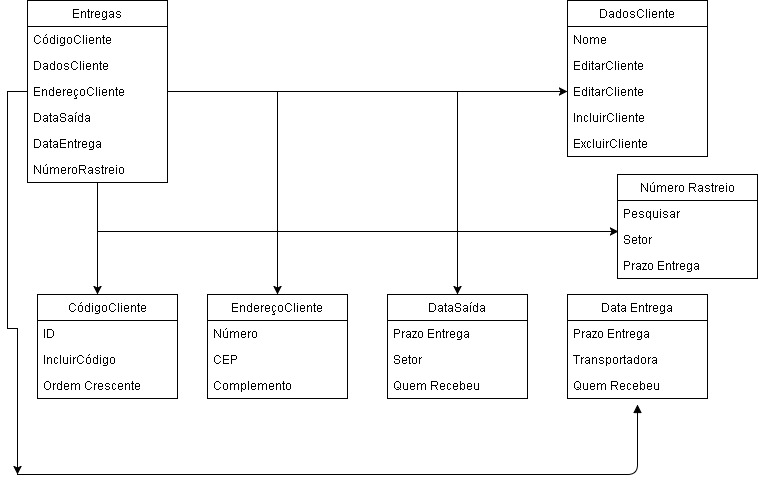 Entregas
CódigoCliente
DadosCliente
EndereçoCliente
DataSaída
DataEntrega
NúmeroRastreio
DadosCliente
Nome
EditarCliente
EditarCliente
IncluirCliente
ExcluirCliente
Número Rastreio
Pesquisar
Setor
Prazo Entrega
CódigoCliente
ID
IncluirCódigo
Ordem Crescente
EndereçoCliente
Número
CEP
Complemento
DataSaída
Prazo Entrega
Setor
Quem Recebeu
Data Entrega
Prazo Entrega
Transportadora
Quem Recebeu